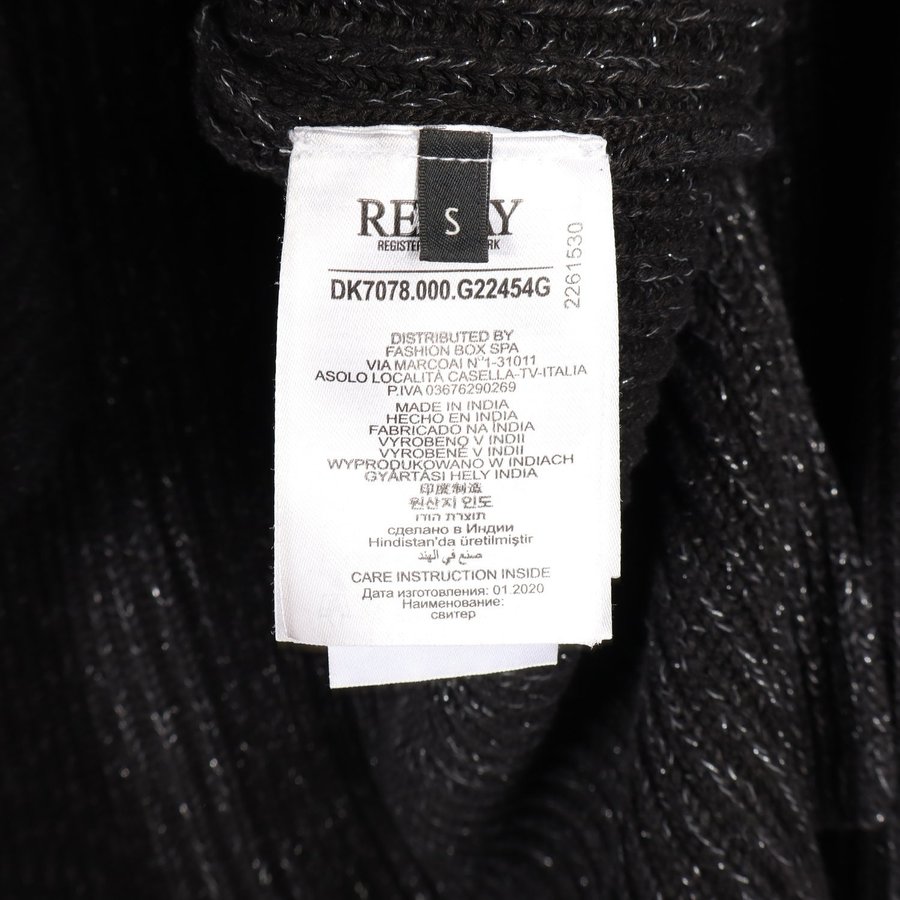 S
RE Y
REGISTE RK
2261530
DK7078.000.G22454G
DISTRIBUTED BY
FASHION BOX SPA
VIA MARCOAI N°1-31011
ASOLO LOCALITÀ CASELLA-TV-ITALIA
P.IVA 03676290269
MADE IN INDIA
HECHO EN INDIA
FABRICADO NA ÍNDIA
VYROBENO V INDII
VYROBENÉ V INDII
WYPRODUKOWANO W INDIACH
GYÁRTÁSI HELY INDIA
印度制造
원산지 인도
תוצרת הודו
сделано в Индии
Hindistan'da üretilmiştir
صنع في الهند
CARE INSTRUCTION INSIDE
Дата изготовления: 01.2020
Наименование:
свитер